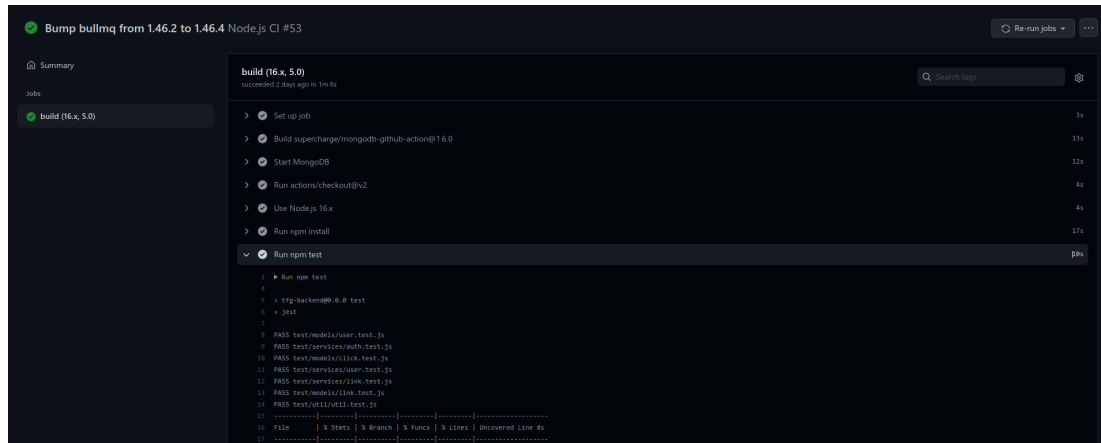 Bump bullmq from 1.46.2 to 1.46.4 Node.js CI #53
Re-run jobs
Summary
Jobs
build (16.x, 5.0)
build (16.x, 5.0)
succeeded 2 days ago in 1m 6s
Search logs
Set up job 3s
Build supercharge/mongodb-github-action@1.6.0 13s
Start MongoDB 12s
Run actions/checkout@v2 4s
Use Node.js 16.x 4s
Run npm install 17s
Run npm test 10s
1 ▶ Run npm test
4
5 > tfg-backend@0.0.0 test
6 > jest
7
8 PASS test/models/user.test.js
9 PASS test/services/auth.test.js
10 PASS test/models/click.test.js
11 PASS test/services/user.test.js
12 PASS test/services/link.test.js
13 PASS test/models/link.test.js
14 PASS test/util/util.test.js
15 -----------|---------|----------|---------|---------|-------------------
16 File | % Stmts | % Branch | % Funcs | % Lines | Uncovered Line #s
17 -----------|---------|----------|---------|---------|-------------------